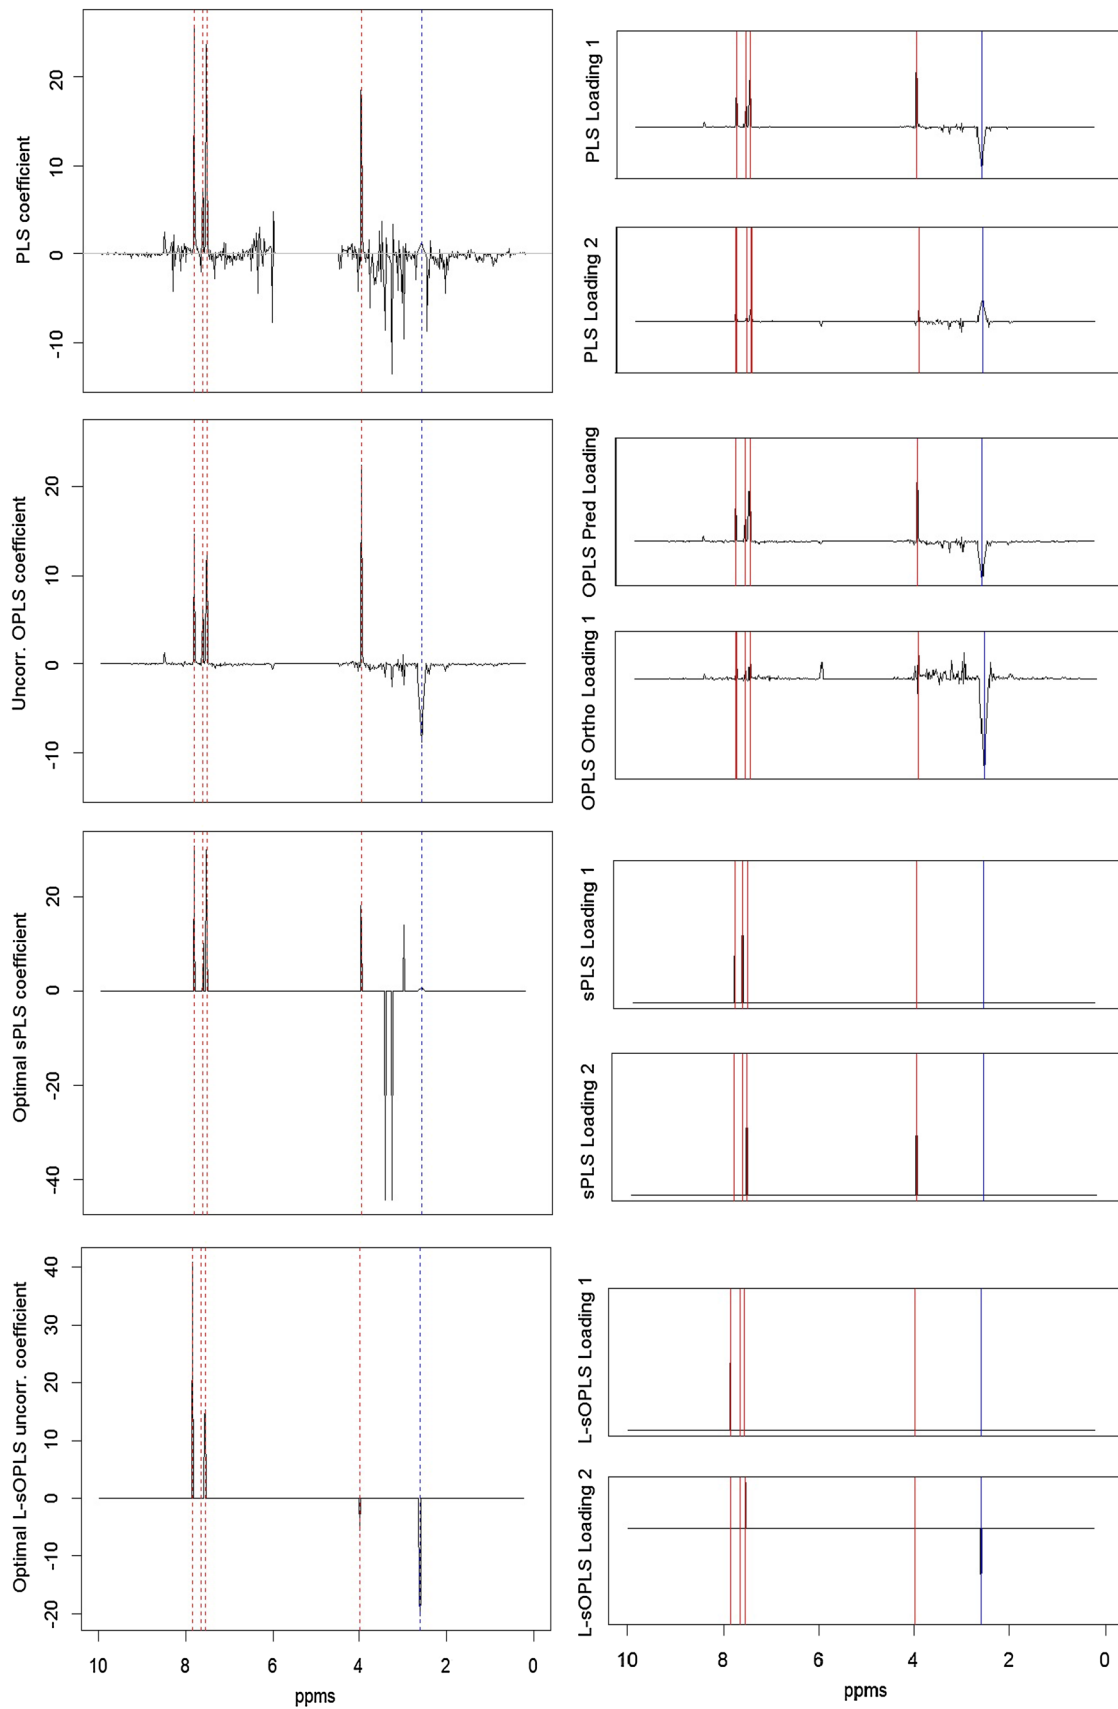 PLS coefficient
20
10
0
-10
Uncorr. OPLS coefficient
20
10
0
-10
Optimal sPLS coefficient
20
0
-20
-40
Optimal L-sOPLS uncorr. coefficient
40
30
20
10
0
-10
-20
10 8 6 4 2 0
ppms
PLS Loading 1
PLS Loading 2
OPLS Pred Loading
OPLS Ortho Loading 1
sPLS Loading 1
sPLS Loading 2
L-sOPLS Loading 1
L-sOPLS Loading 2
10 8 6 4 2 0
ppms